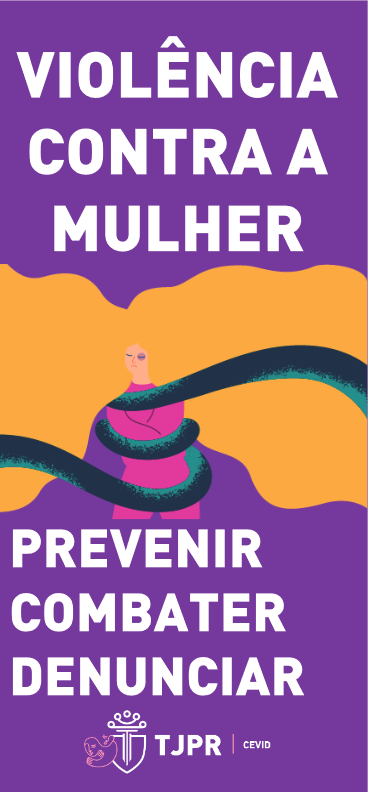 VIOLÊNCIA
CONTRA A
MULHER
PREVENIR
COMBATER
DENUNCIAR
TJPR | CEVID